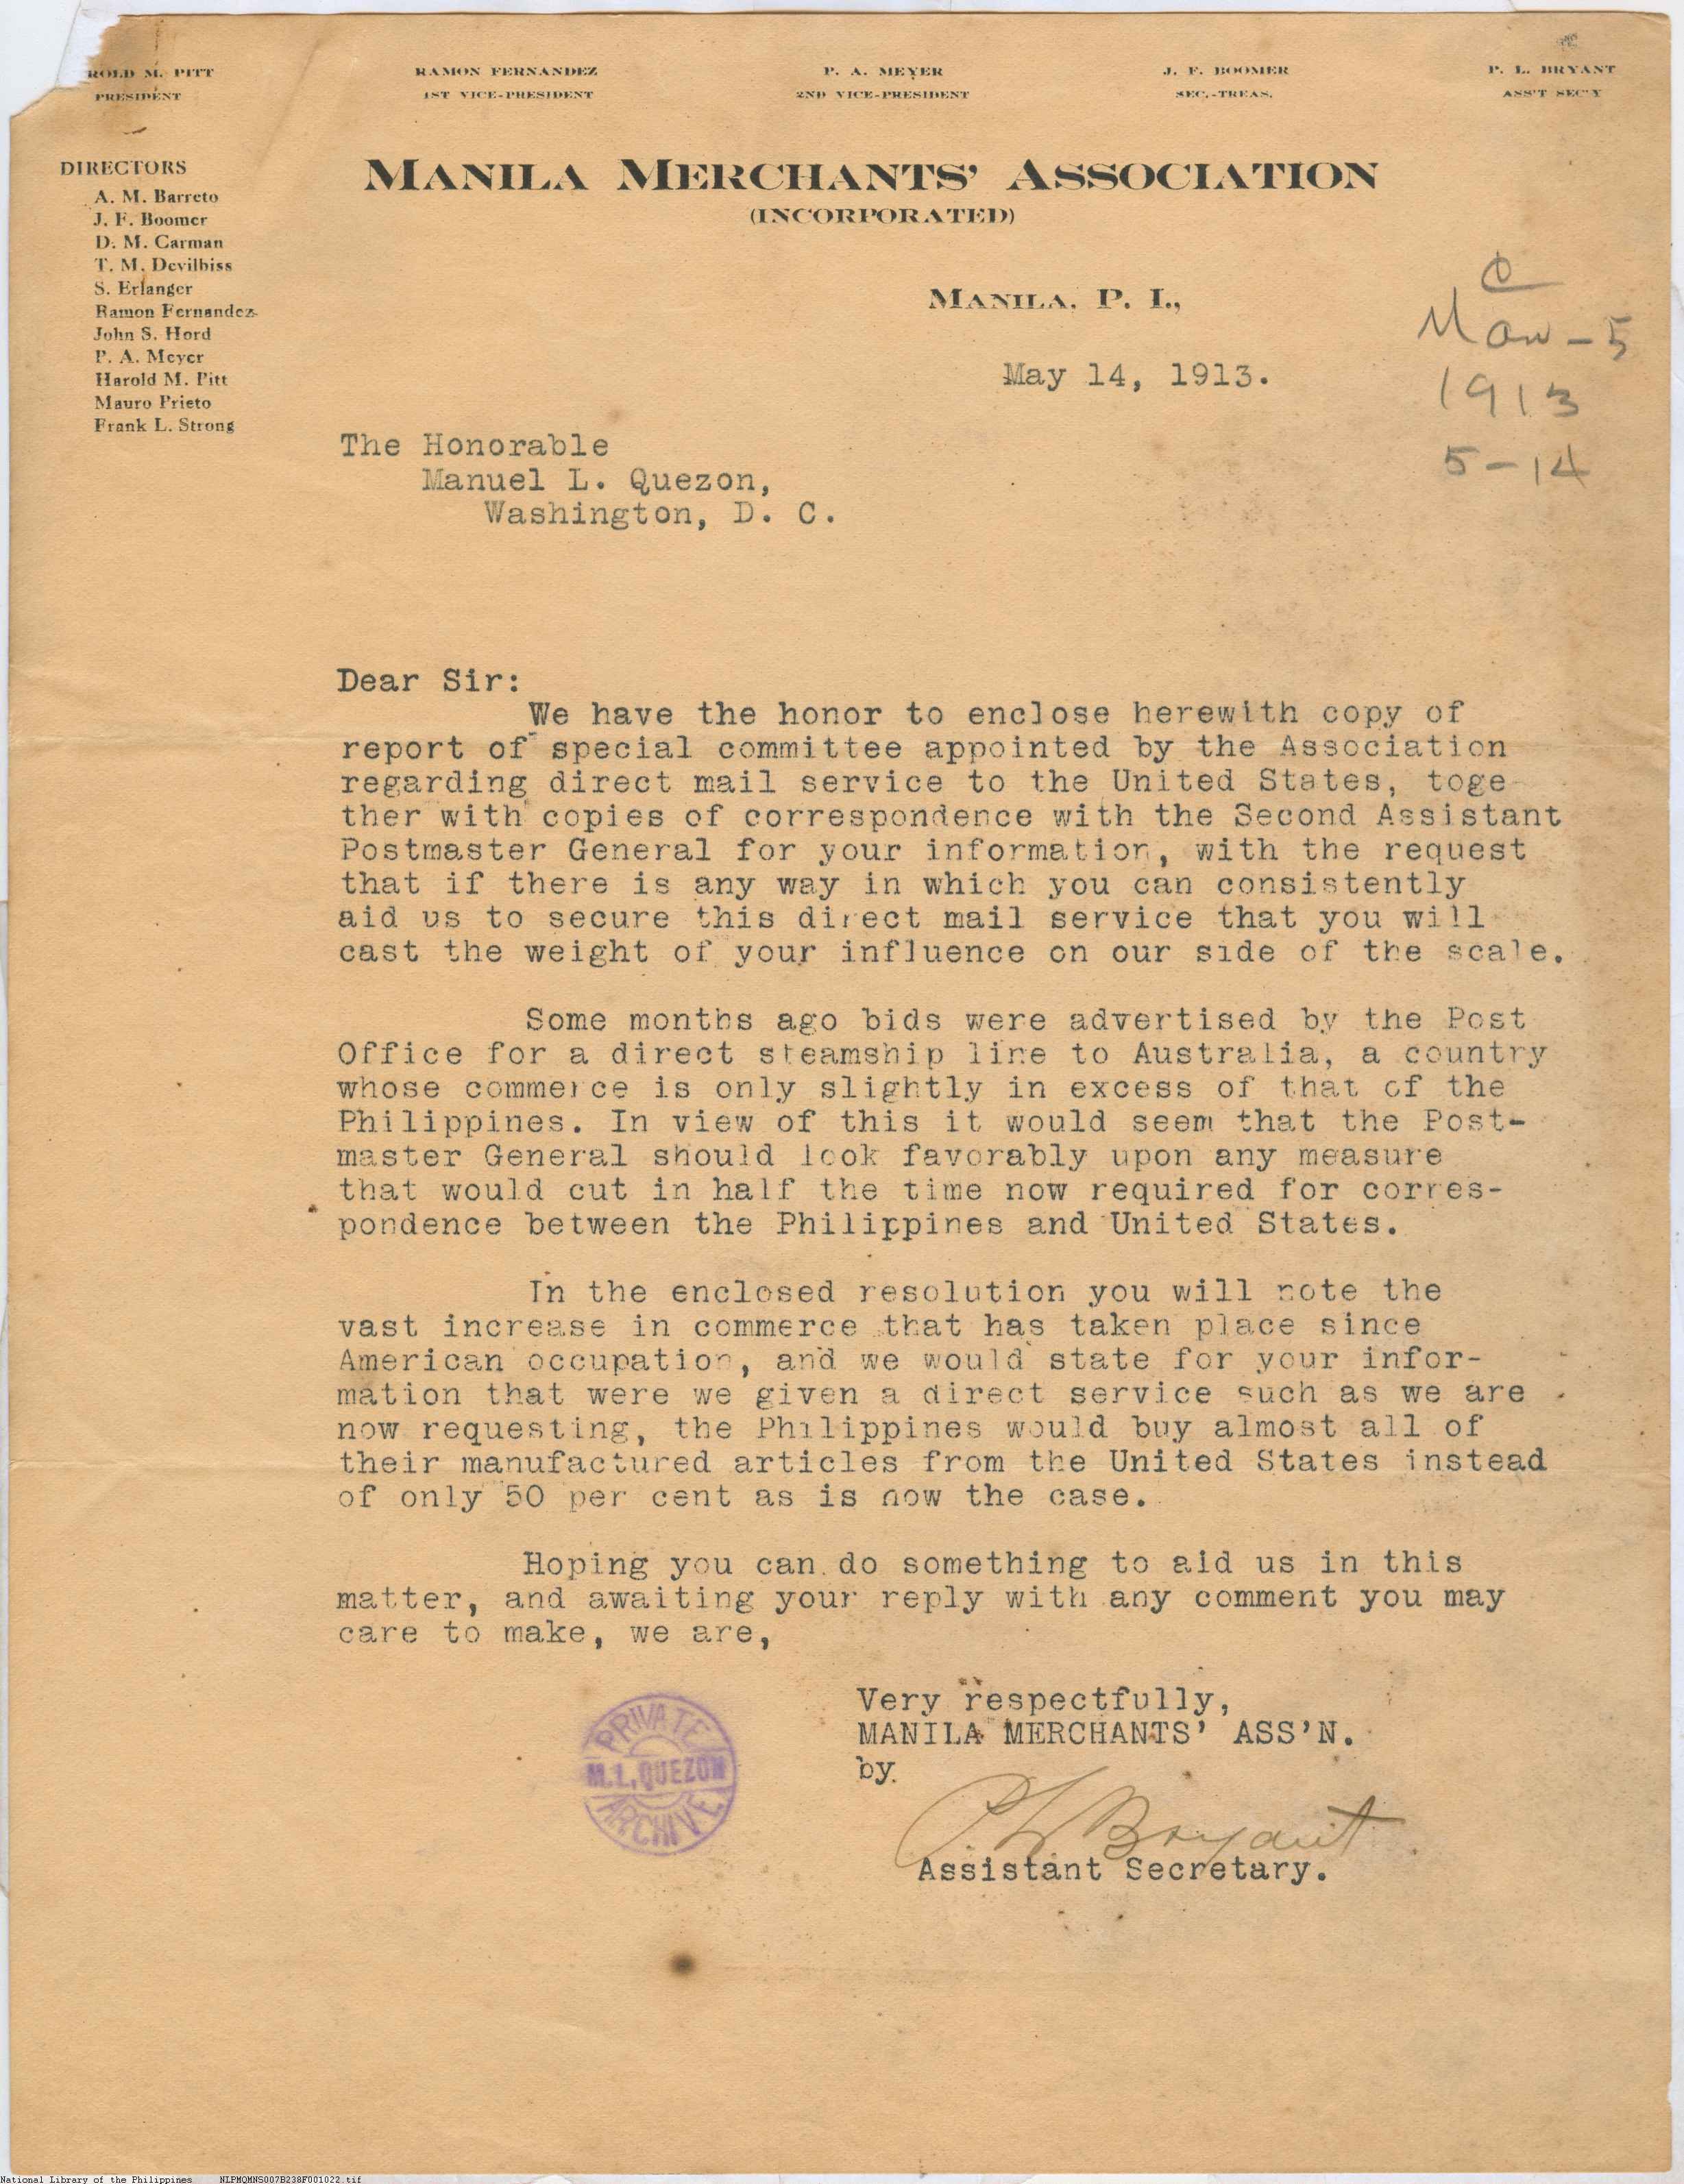 ROLD M. PITT
PRESIDENT
RAMON FERNANDEZ
1ST VICE-PRESIDENT
P. A. MEYER
2ND VICE-PRESIDENT
J. F. BOOMER
SEC.-TREAS.
P. L. BRYANT
ASS'T SEC'Y
DIRECTORS
A. M. Barreto
J. F. Boomer
D. M. Carman
T. M. Devilbiss
S. Erlanger
Ramon Fernandez
John S. Hord
P. A. Meyer
Harold M. Pitt
Mauro Prieto
Frank L. Strong
MANILA MERCHANTS' ASSOCIATION
(INCORPORATED)
MANILA, P. I.,
May 14, 1913.
C
1913
5-14
The Honorable
Manuel L. Quezon,
Washington, D. C.
Dear Sir:
We have the honor to enclose herewith copy of
report of special committee appointed by the Association
regarding direct mail service to the United States, toge-
ther with copies of correspondence with the Second Assistant
Postmaster General for your information, with the request
that if there is any way in which you can consistently
aid us to secure this direct mail service that you will
cast the weight of your influence on our side of the scale.
Some months ago bids were advertised by the Post
Office for a direct steamship line to Australia, a country
whose commerce is only slightly in excess of that of the
Philippines. In view of this it would seem that the Post-
master General should look favorably upon any measure
that would cut in half the time now required for corres-
pondence between the Philippines and United States.
In the enclosed resolution you will note the
vast increase in commerce that has taken place since
American occupation, and we would state for your infor-
mation that were we given a direct service such as we are
now requesting, the Philippines would buy almost all of
their manufactured articles from the United States instead
of only 50 per cent as is now the case.
Hoping you can do something to aid us in this
matter, and awaiting your reply with any comment you may
care to make, we are,
Very respectfully,
MANILA MERCHANTS' ASS'N.
by
P. L. Bryant
Assistant Secretary.
PRIVATE
M.L. QUEZON
ARCHIVE
National Library of the Philippines NLPMQMNS007B238F001022.tif